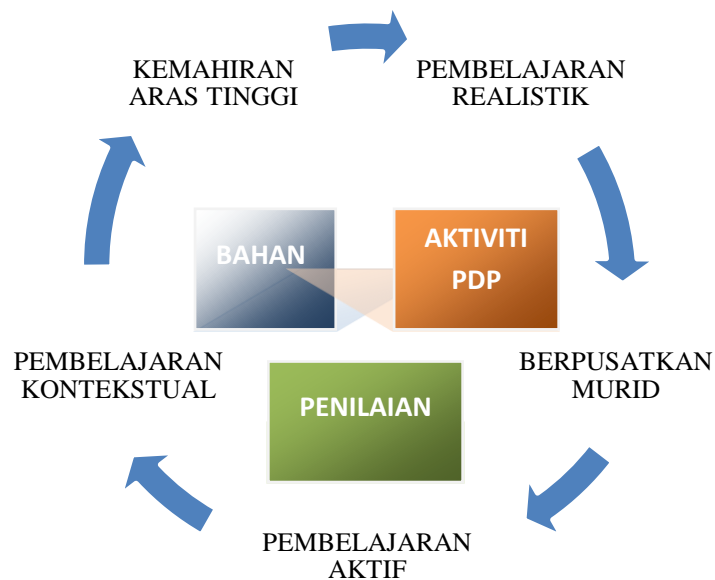 KEMAHIRAN
ARAS TINGGI
PEMBELAJARAN
REALISTIK
BAHAN
AKTIVITI
PDP
PEMBELAJARAN
KONTEKSTUAL
BERPUSATKAN
MURID
PENILAIAN
PEMBELAJARAN
AKTIF